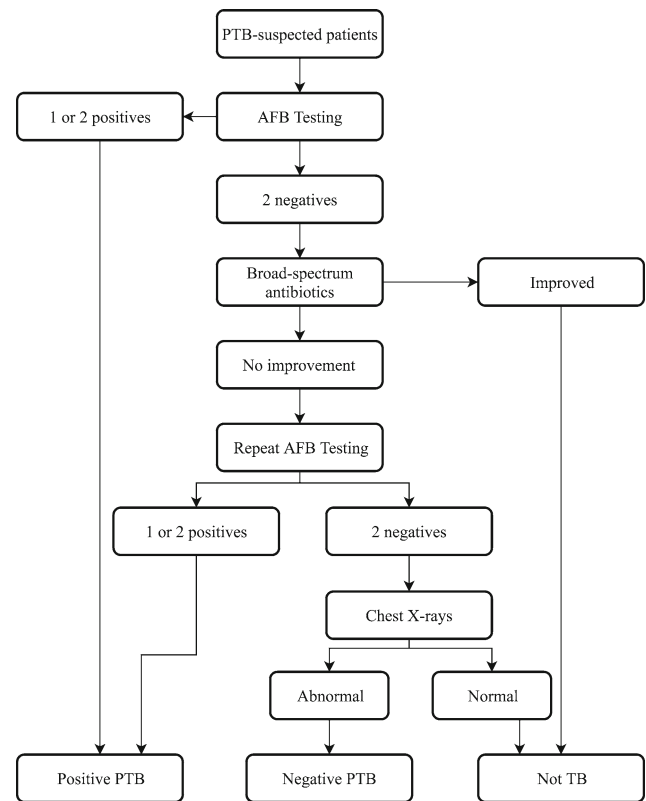 PTB-suspected patients
1 or 2 positives
AFB Testing
2 negatives
Broad-spectrum
antibiotics
Improved
No improvement
Repeat AFB Testing
1 or 2 positives
2 negatives
Chest X-rays
Abnormal
Normal
Positive PTB
Negative PTB
Not TB